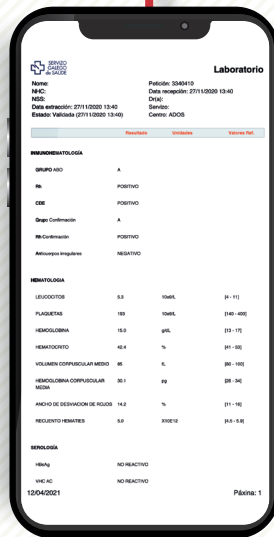 SERVIZO
GALEGO
de SAÚDE
Laboratorio
Nome: Petición: 3340410
NHC: Data recepción: 27/11/2020 13:40
NSS: Dr(a):
Data extracción: 27/11/2020 13:40 Servizo:
Estado: Validada (27/11/2020 13:40) Centro: ADOS
Resultado Unidades Valores Ref.
INMUNOHEMATOLOGÍA
GRUPO ABO A
Rh POSITIVO
CDE POSITIVO
Grupo Confirmación A
Rh Confirmación POSITIVO
Anticuerpos irregulares NEGATIVO
HEMATOLOGIA
LEUCOCITOS 5.3 10e9/L [4 - 11]
PLAQUETAS 193 10e9/L [140 - 400]
HEMOGLOBINA 15.0 g/dL [13 - 17]
HEMATOCRITO 42.4 % [41 - 53]
VOLUMEN CORPUSCULAR MEDIO 85 fL [80 - 100]
HEMOGLOBINA CORPUSCULAR 30.1 pg [26 - 34]
MEDIA
ANCHO DE DESVIACION DE ROJOS 14.2 % [11 - 16]
RECUENTO HEMATIES 5.0 X10E12 [4.5 - 5.9]
SEROLOGÍA
HBsAg NO REACTIVO
VHC AC NO REACTIVO
12/04/2021 Páxina: 1